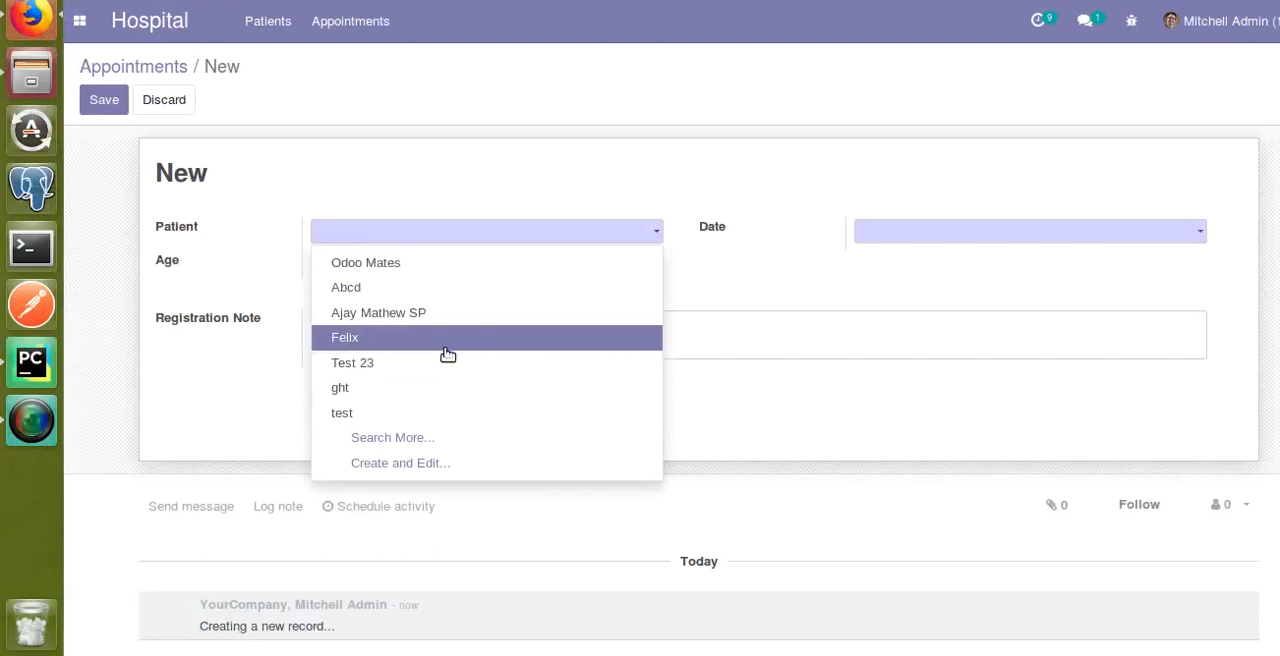 Hospital Patients Appointments 9 1 Mitchell Admin (1
Appointments / New
Save Discard
New
Patient Date
Odoo Mates
Age
Abcd
Ajay Mathew SP
Registration Note
Felix
Test 23
ght
test
Search More...
Create and Edit...
Send message Log note Schedule activity 0 Follow 0
Today
YourCompany, Mitchell Admin - now
Creating a new record...
PC